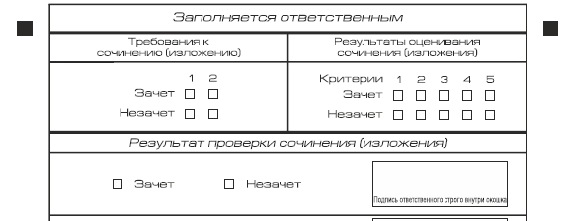 Заполняется ответственным
Требования к
сочинению (изложению)
1 2
Зачет
Незачет
Результаты оценивания
сочинения (изложения)
Критерии 1 2 3 4 5
Зачет
Незачет
Результат проверки сочинения (изложения)
Зачет Незачет
Подпись ответственного строго внутри окошка